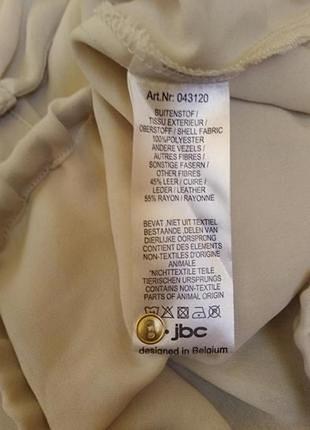 Art.Nr: 043120
BUITENSTOF /
TISSU EXTERIEUR /
OBERSTOFF / SHELL FABRIC
100%POLYESTER
ANDERE VEZELS /
AUTRES FIBRES /
SONSTIGE FASERN /
OTHER FIBRES
45% LEER / CUIRE /
LEDER / LEATHER
55% RAYON / RAYONNE
BEVAT ,NIET UIT TEXTIEL
BESTAANDE ,DELEN VAN
DIERLIJKE OORSPRONG
CONTIENT DES ELEMENTS
NON-TEXTILES D'ORIGINE
ANIMALE
"NICHTTEXTILE TEILE
TIERISCHEN URSPRUNGS
CONTAINS NON-TEXTILE
PARTS OF ANIMAL ORIGIN
jbc
designed in Belgium